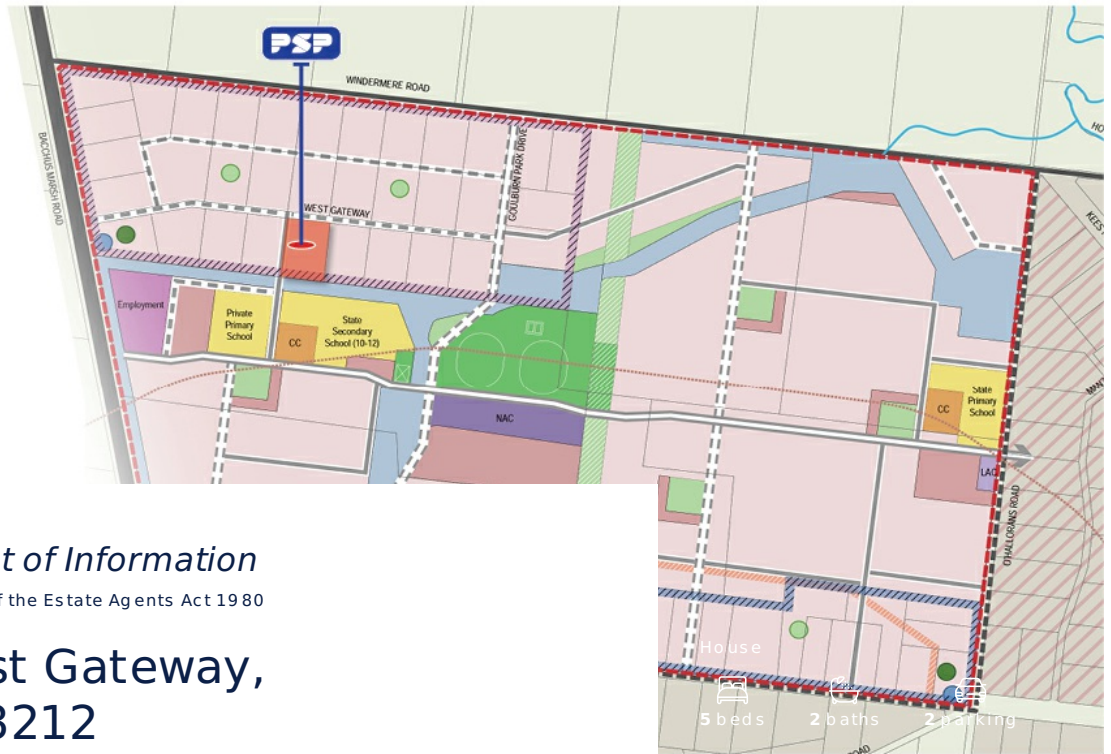 PSP
WINDERMERE ROAD
BACCHUS MARSH ROAD
GOULBURN PARK DRIVE
WEST GATEWAY
Employment
Private
Primary
School
CC
State
Secondary
School (10-12)
NAC
CC
State
Primary
School
LAC
O'HALLORANS ROAD
t of Information
f the Estate Agents Act 1980
st Gateway,
3212
House
5 beds 2 baths 2 parking
OAD